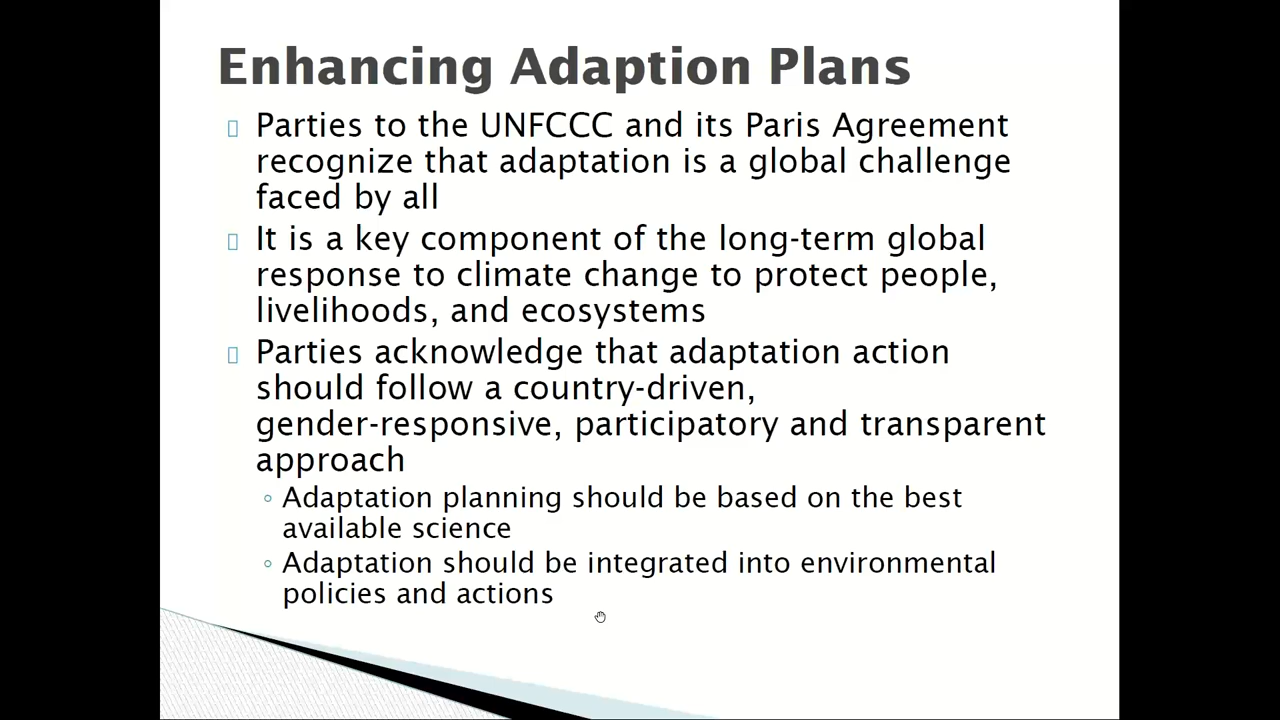 Enhancing Adaption Plans
Parties to the UNFCCC and its Paris Agreement
recognize that adaptation is a global challenge
faced by all
It is a key component of the long-term global
response to climate change to protect people,
livelihoods, and ecosystems
Parties acknowledge that adaptation action
should follow a country-driven,
gender-responsive, participatory and transparent
approach
Adaptation planning should be based on the best
available science
Adaptation should be integrated into environmental
policies and actions